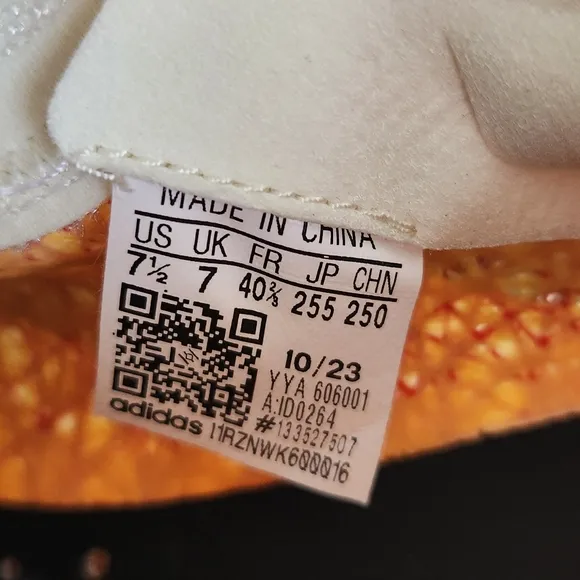 MADE IN CHINA
US UK FR JP CHN
7½ 7 40⅔ 255 250
10/23
YYA 606001
A:ID0264
#133527507
adidas I1RZNWK600016